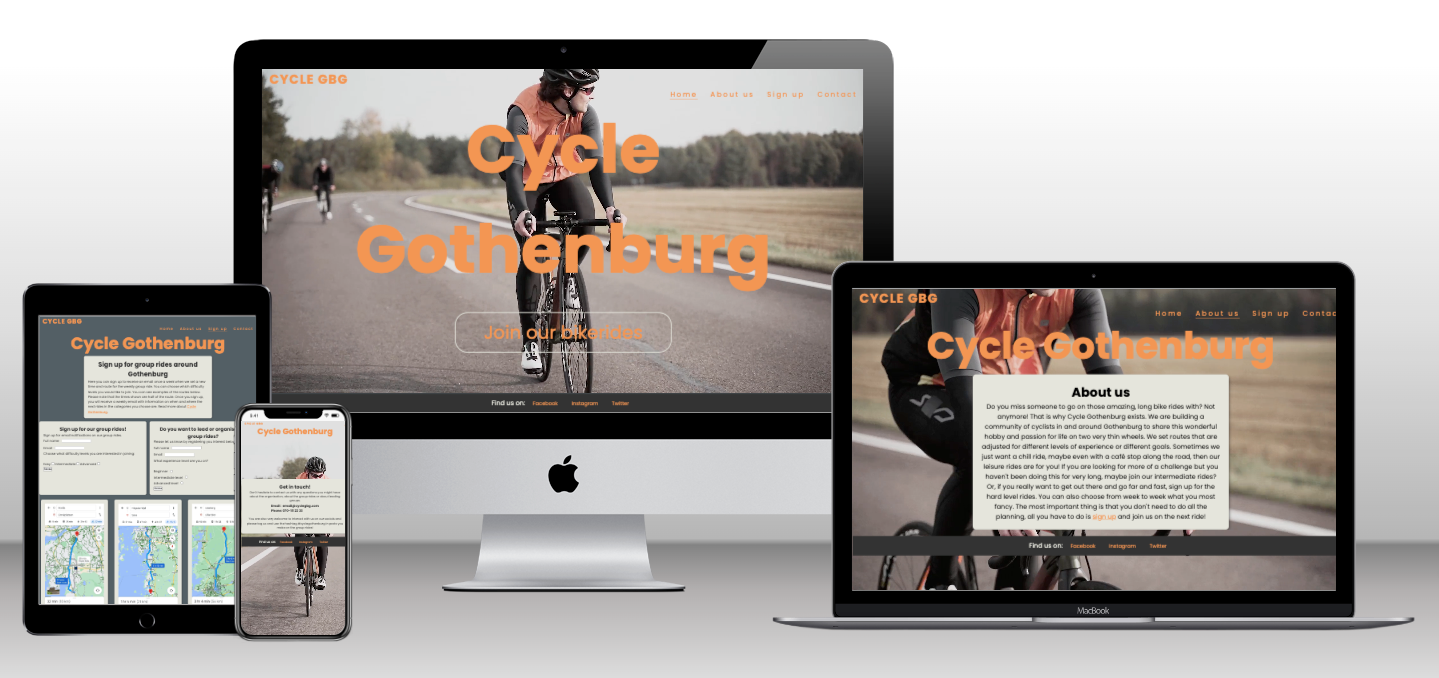 CYCLE GBG
Home About us Sign up Contact
Cycle
Gothenburg
Join our bikerides
Find us on: Facebook Instagram Twitter
CYCLE GBG
Home About us Sign up Contac
Cycle Gothenburg
About us
Do you miss someone to go on those amazing, long bike rides with? Not
anymore! That is why Cycle Gothenburg exists. We are building a
community of cyclists in and around Gothenburg to share this wonderful
hobby and passion for life on two very thin wheels. We set routes that are
adjusted for different levels of experience or different goals. Sometimes we
just want a chill ride, maybe even with a café stop along the road, then our
leisure rides are for you! If you are looking for more of a challenge but you
haven't been doing this for very long, maybe join our intermediate rides?
Or, if you really want to get out there and go far and fast, sign up for the
hard level rides. You can also choose from week to week what you most
fancy. The most important thing is that you don't need to do all the
planning, all you have to do is sign up and join us on the next ride!
Find us on: Facebook Instagram Twitter
MacBook
CYCLE GBG
Home About us Sign up Contact
Cycle Gothenburg
Sign up for group rides around
Gothenburg
Sign up for our group rides!
Do you want to lead or organis
group rides?
9:41
Cycle Gothenburg
Get in touch!
Find us on: